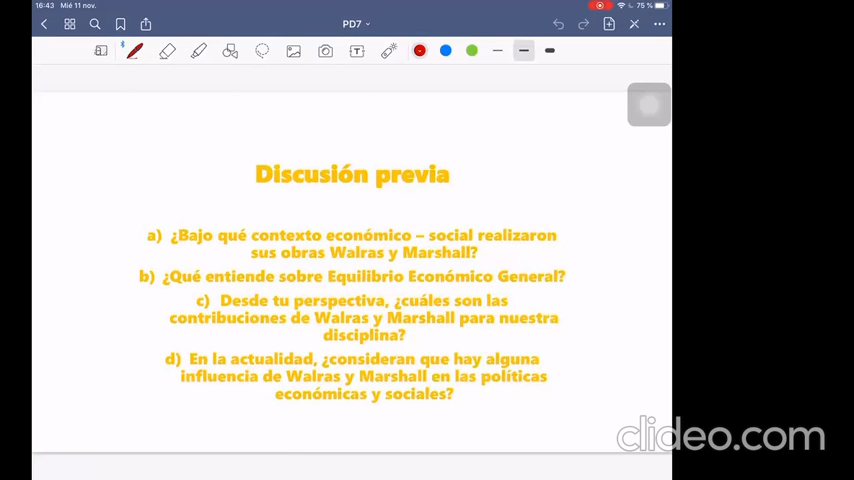 16:43 Mié 11 nov. 75 %
PD7
Discusión previa
a) ¿Bajo qué contexto económico – social realizaron
sus obras Walras y Marshall?
b) ¿Qué entiende sobre Equilibrio Económico General?
c) Desde tu perspectiva, ¿cuáles son las
contribuciones de Walras y Marshall para nuestra
disciplina?
d) En la actualidad, ¿consideran que hay alguna
influencia de Walras y Marshall en las políticas
económicas y sociales?
clideo.com